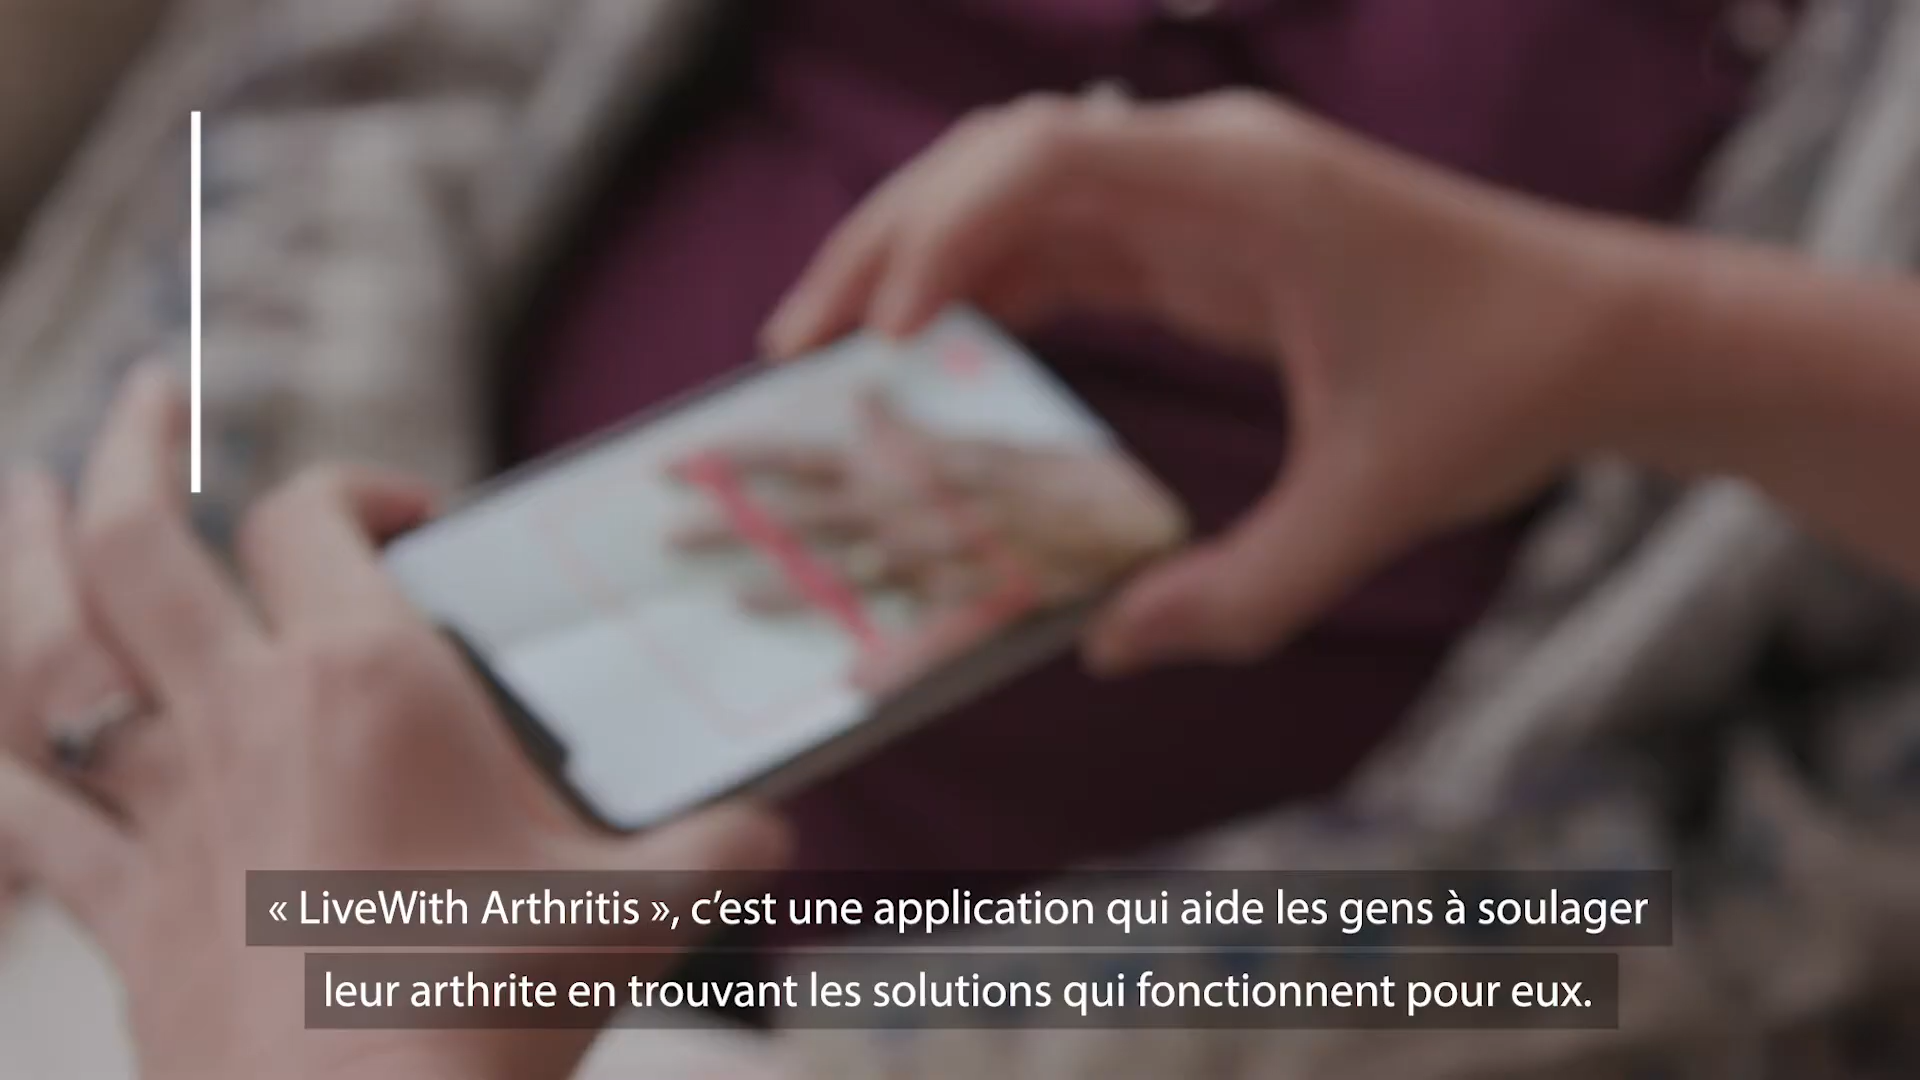 « LiveWith Arthritis », c’est une application qui aide les gens à soulager
leur arthrite en trouvant les solutions qui fonctionnent pour eux.